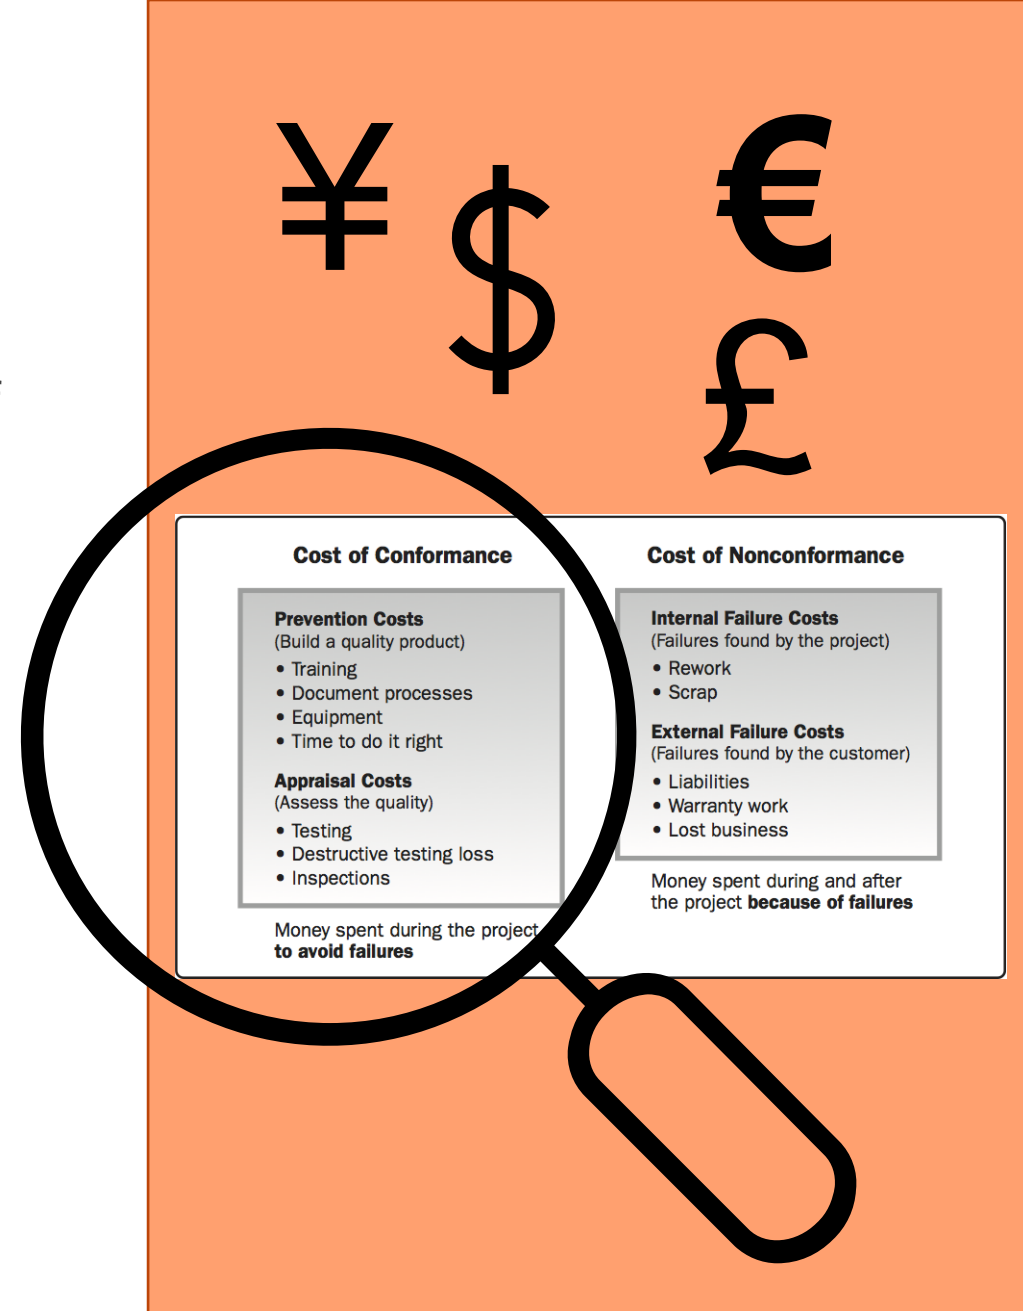 ¥
$
€
£
Cost of Conformance
Prevention Costs
(Build a quality product)
• Training
• Document processes
• Equipment
• Time to do it right
Appraisal Costs
(Assess the quality)
• Testing
• Destructive testing loss
• Inspections
Money spent during the project
to avoid failures
Cost of Nonconformance
Internal Failure Costs
(Failures found by the project)
• Rework
• Scrap
External Failure Costs
(Failures found by the customer)
• Liabilities
• Warranty work
• Lost business
Money spent during and after
the project because of failures